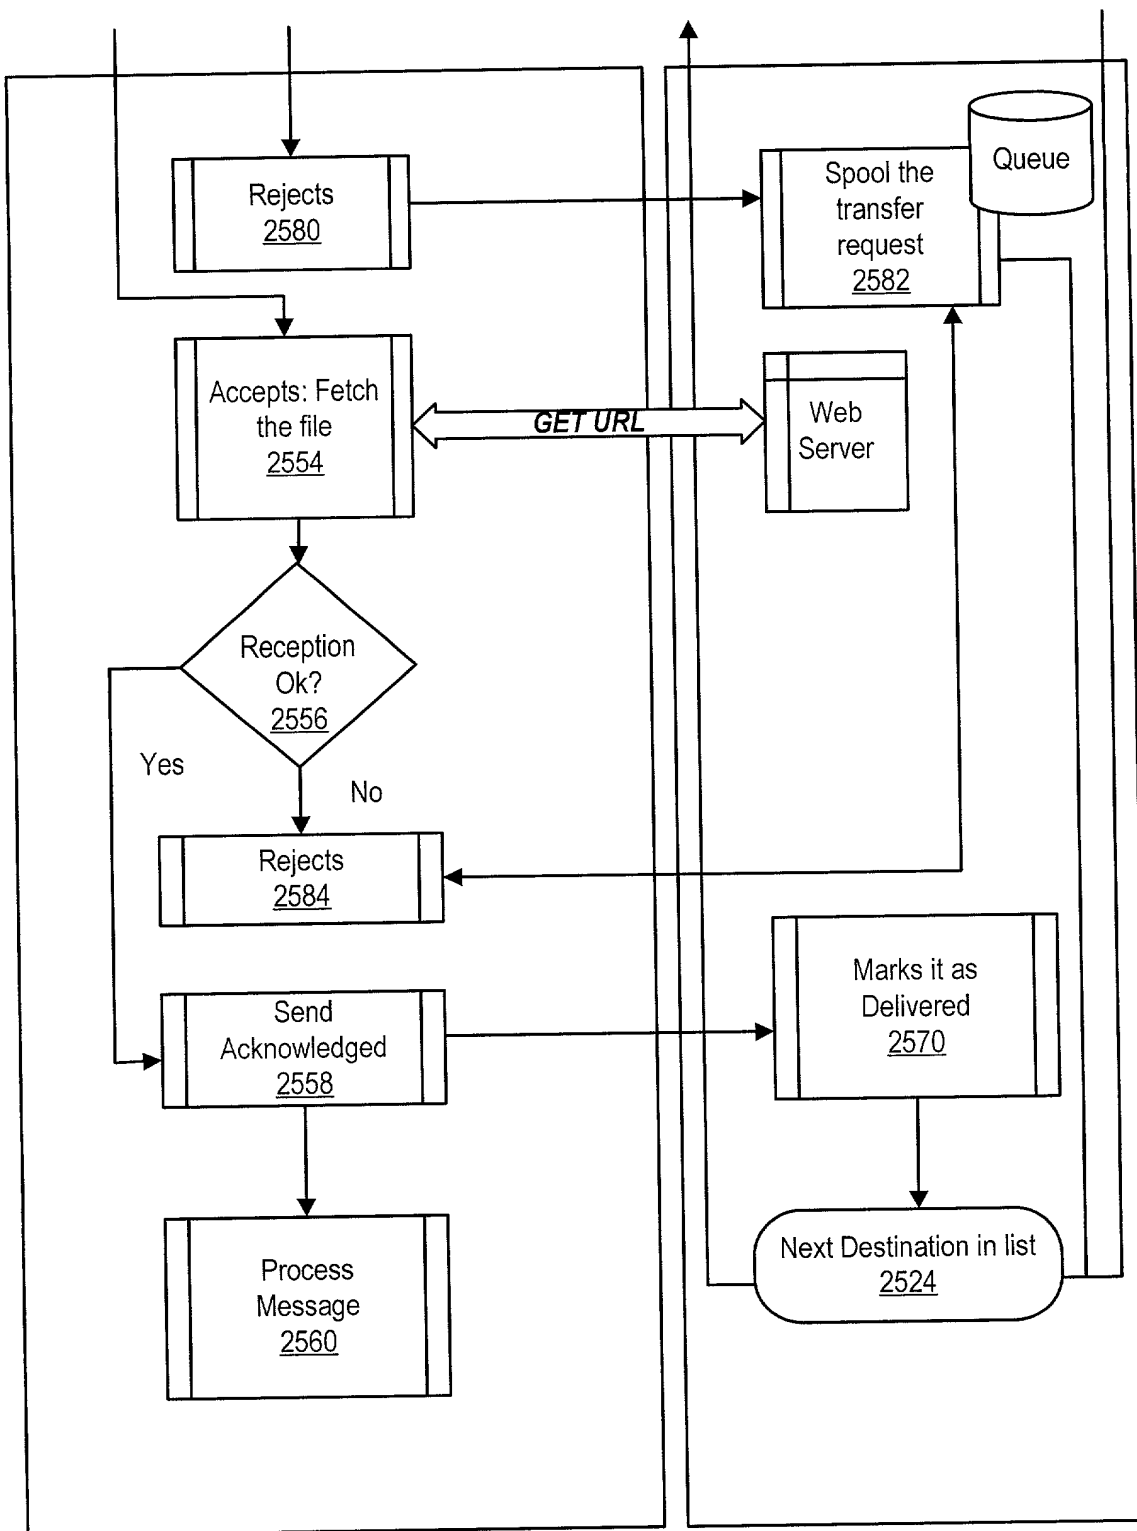 Rejects
2580
Spool the
transfer
request
2582
Queue
Accepts: Fetch
the file
2554
GET URL
Web
Server
Reception
Ok?
2556
Yes
No
Rejects
2584
Send
Acknowledged
2558
Marks it as
Delivered
2570
Process
Message
2560
Next Destination in list
2524